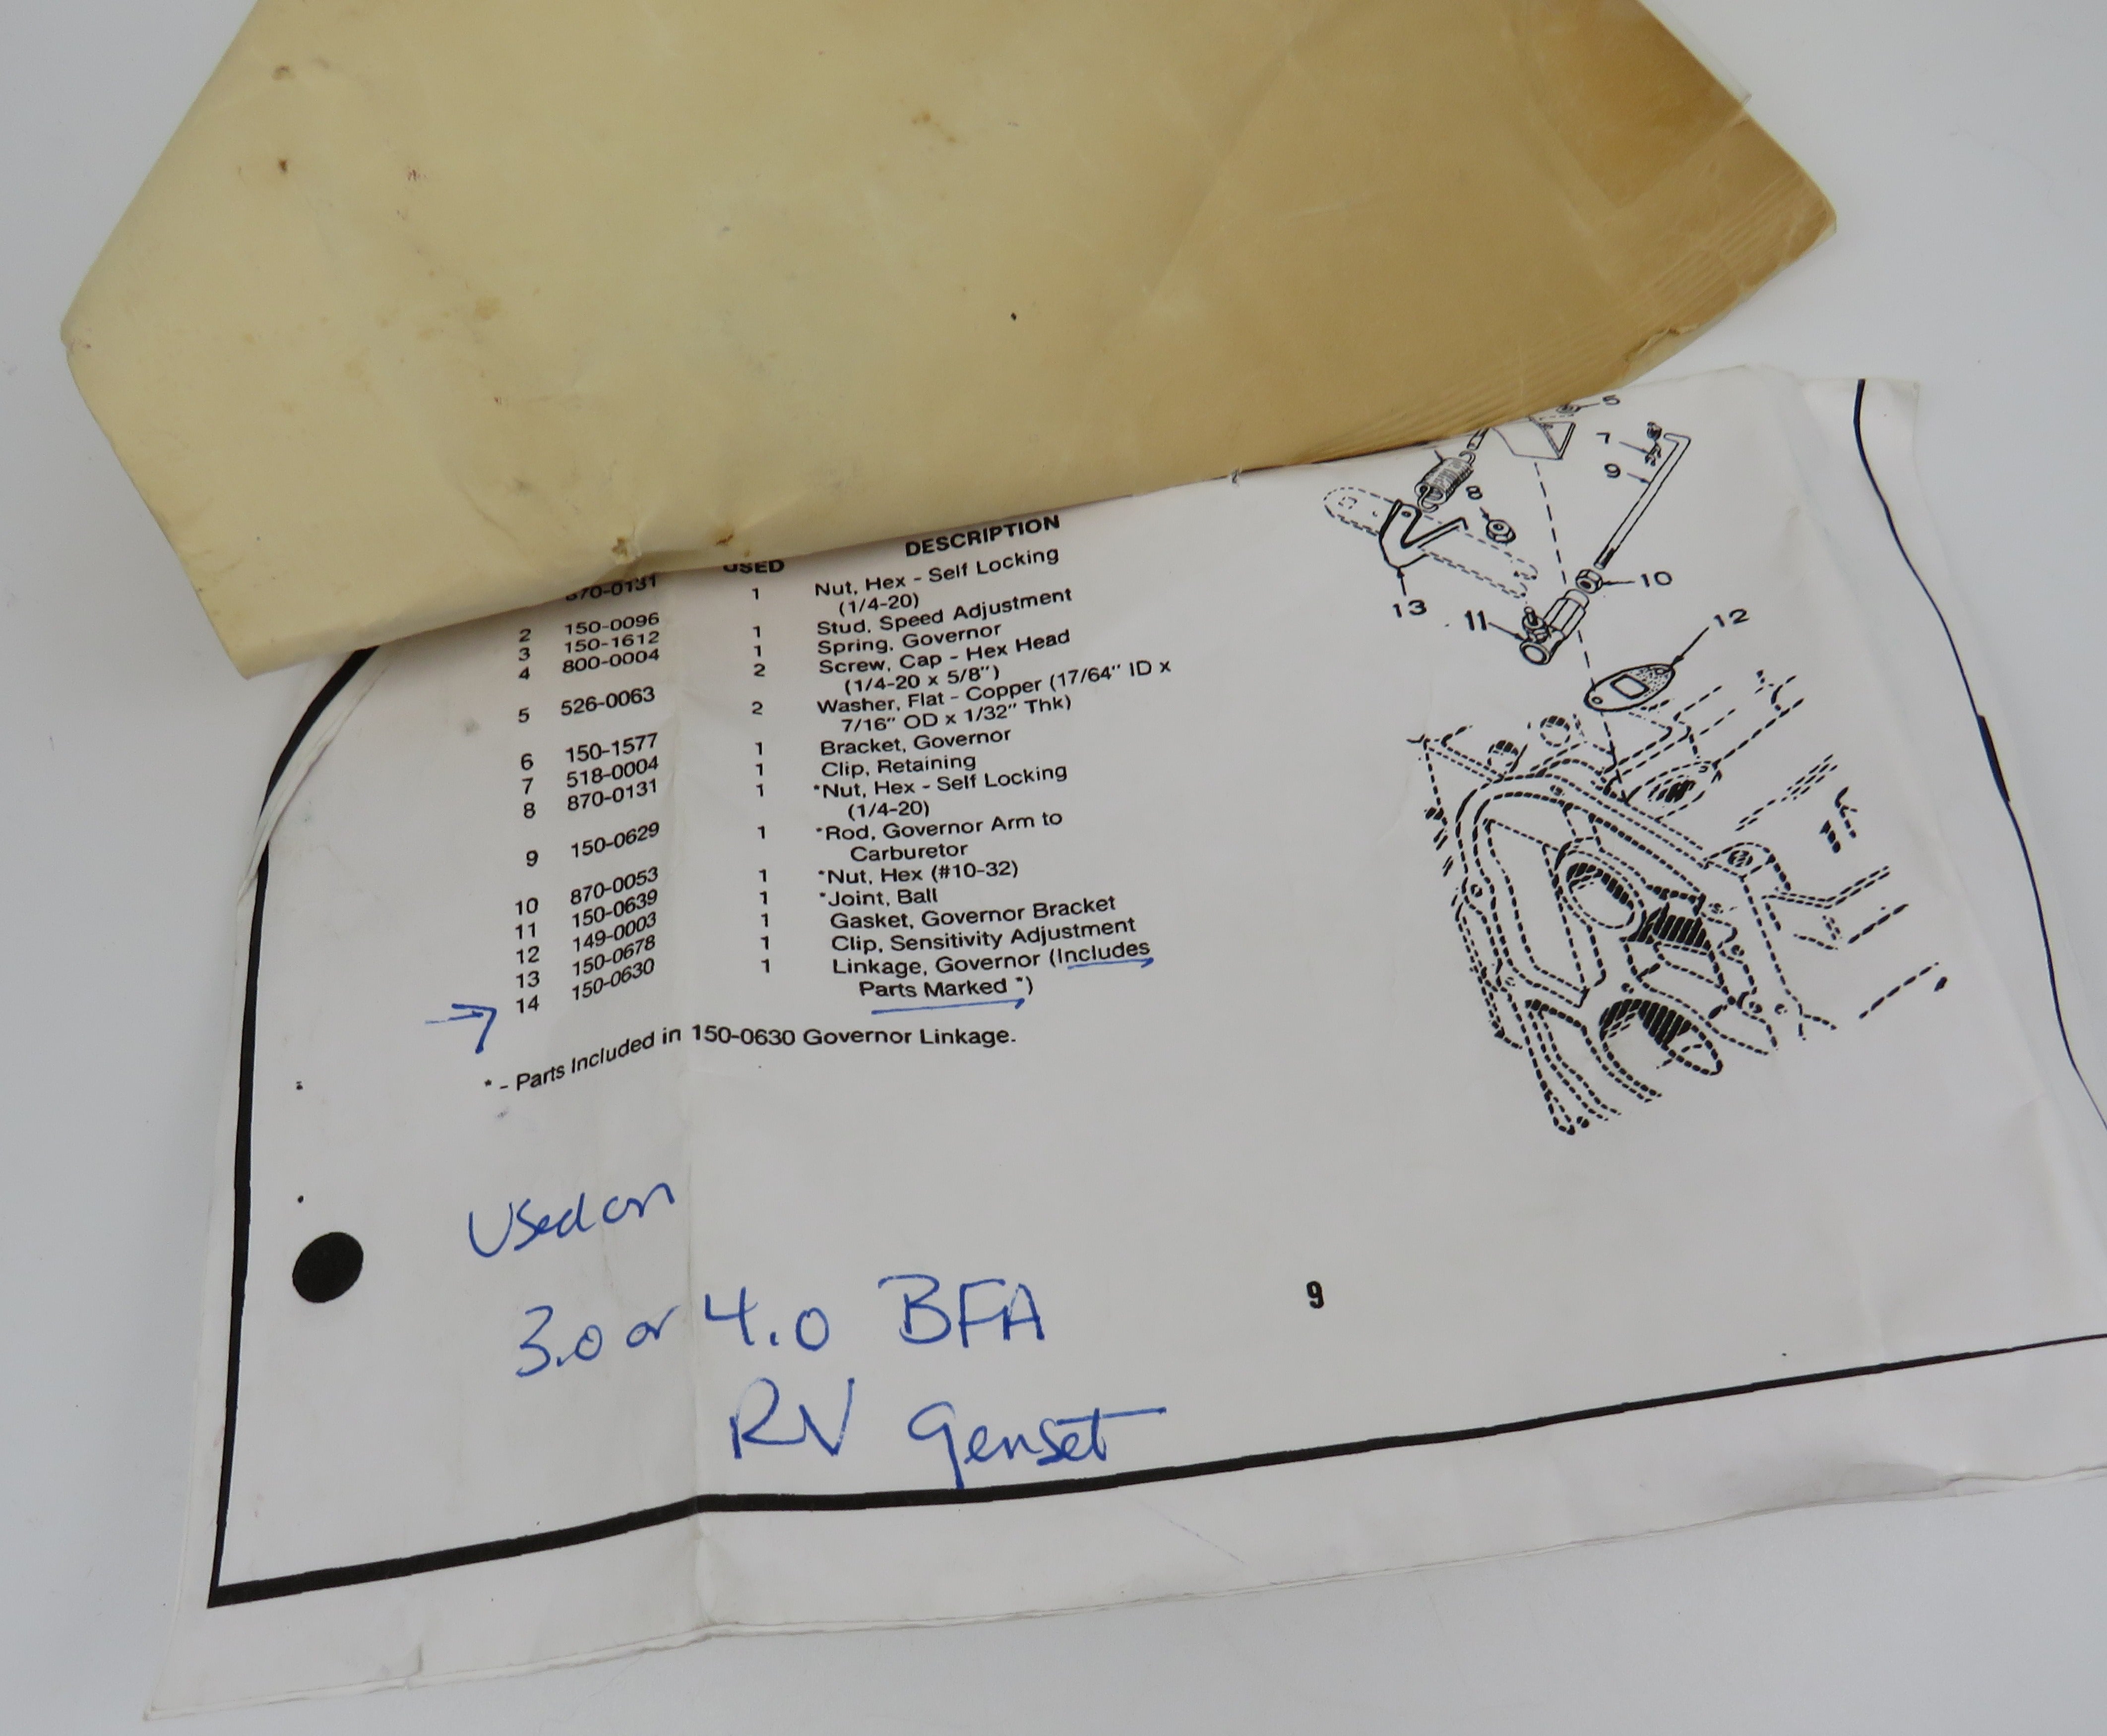 DESCRIPTION
USED
870-0131 1 Nut, Hex - Self Locking
(1/4-20)
2 150-0096 1 Stud, Speed Adjustment
3 150-1612 1 Spring, Governor
4 800-0004 2 Screw, Cap - Hex Head
(1/4-20 x 5/8")
5 526-0063 2 Washer, Flat - Copper (17/64" ID x
7/16" OD x 1/32" Thk)
6 150-1577 1 Bracket, Governor
7 518-0004 1 Clip, Retaining
8 870-0131 1 *Nut, Hex - Self Locking
(1/4-20)
9 150-0629 1 *Rod, Governor Arm to
Carburetor
10 870-0053 1 *Nut, Hex (#10-32)
11 150-0639 1 *Joint, Ball
12 149-0003 1 Gasket, Governor Bracket
13 150-0678 1 Clip, Sensitivity Adjustment
14 150-0630 1 Linkage, Governor (Includes
Parts Marked *)
* - Parts Included in 150-0630 Governor Linkage.
5
7
9
8
10
13
11
12
Used on
3.0 or 4.0 BFA
RV genset
9